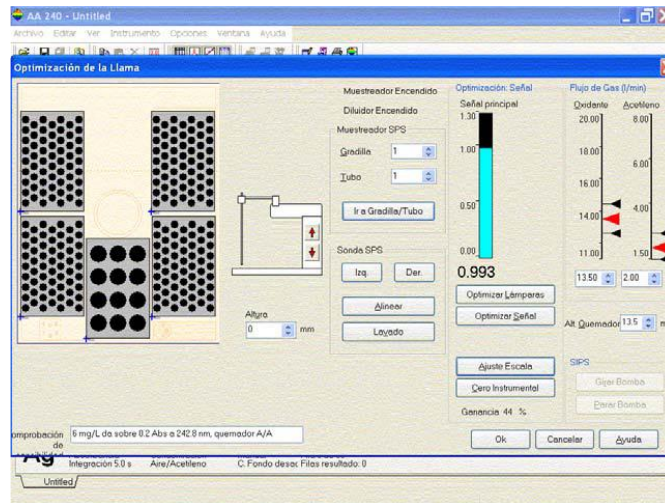 AA 240 - Untitled
Archivo Editar Ver Instrumento Opciones Ventana Ayuda
Optimización de la Llama
Muestreador Encendido
Diluidor Encendido
Muestreador SPS
Gradilla 1
Tubo 1
Ir a Gradilla/Tubo
Sonda SPS
Izq. Der.
Alinear
Lavado
Altura
0 mm
Optimización: Señal
Señal principal
1.30
1.00
0.50
0.00
0.993
Optimizar Lámparas
Optimizar Señal
Ajuste Escala
Cero Instrumental
Ganancia 44 %
Flujo de Gas (l/min)
Oxidante Acetileno
20.00 8.00
18.00 6.00
16.00
14.00 4.00
11.00 1.50
13.50 2.00
Alt. Quemador 13.5
SIPS
Girar Bomba
Parar Bomba
omprobación de
6 mg/L da sobre 0.2 Abs a 242.8 nm, quemador A/A
Ok Cancelar Ayuda
Ag
Integración 5.0 s Aire/Acetileno C. Fondo desac Filas resultado: 0
Untitled